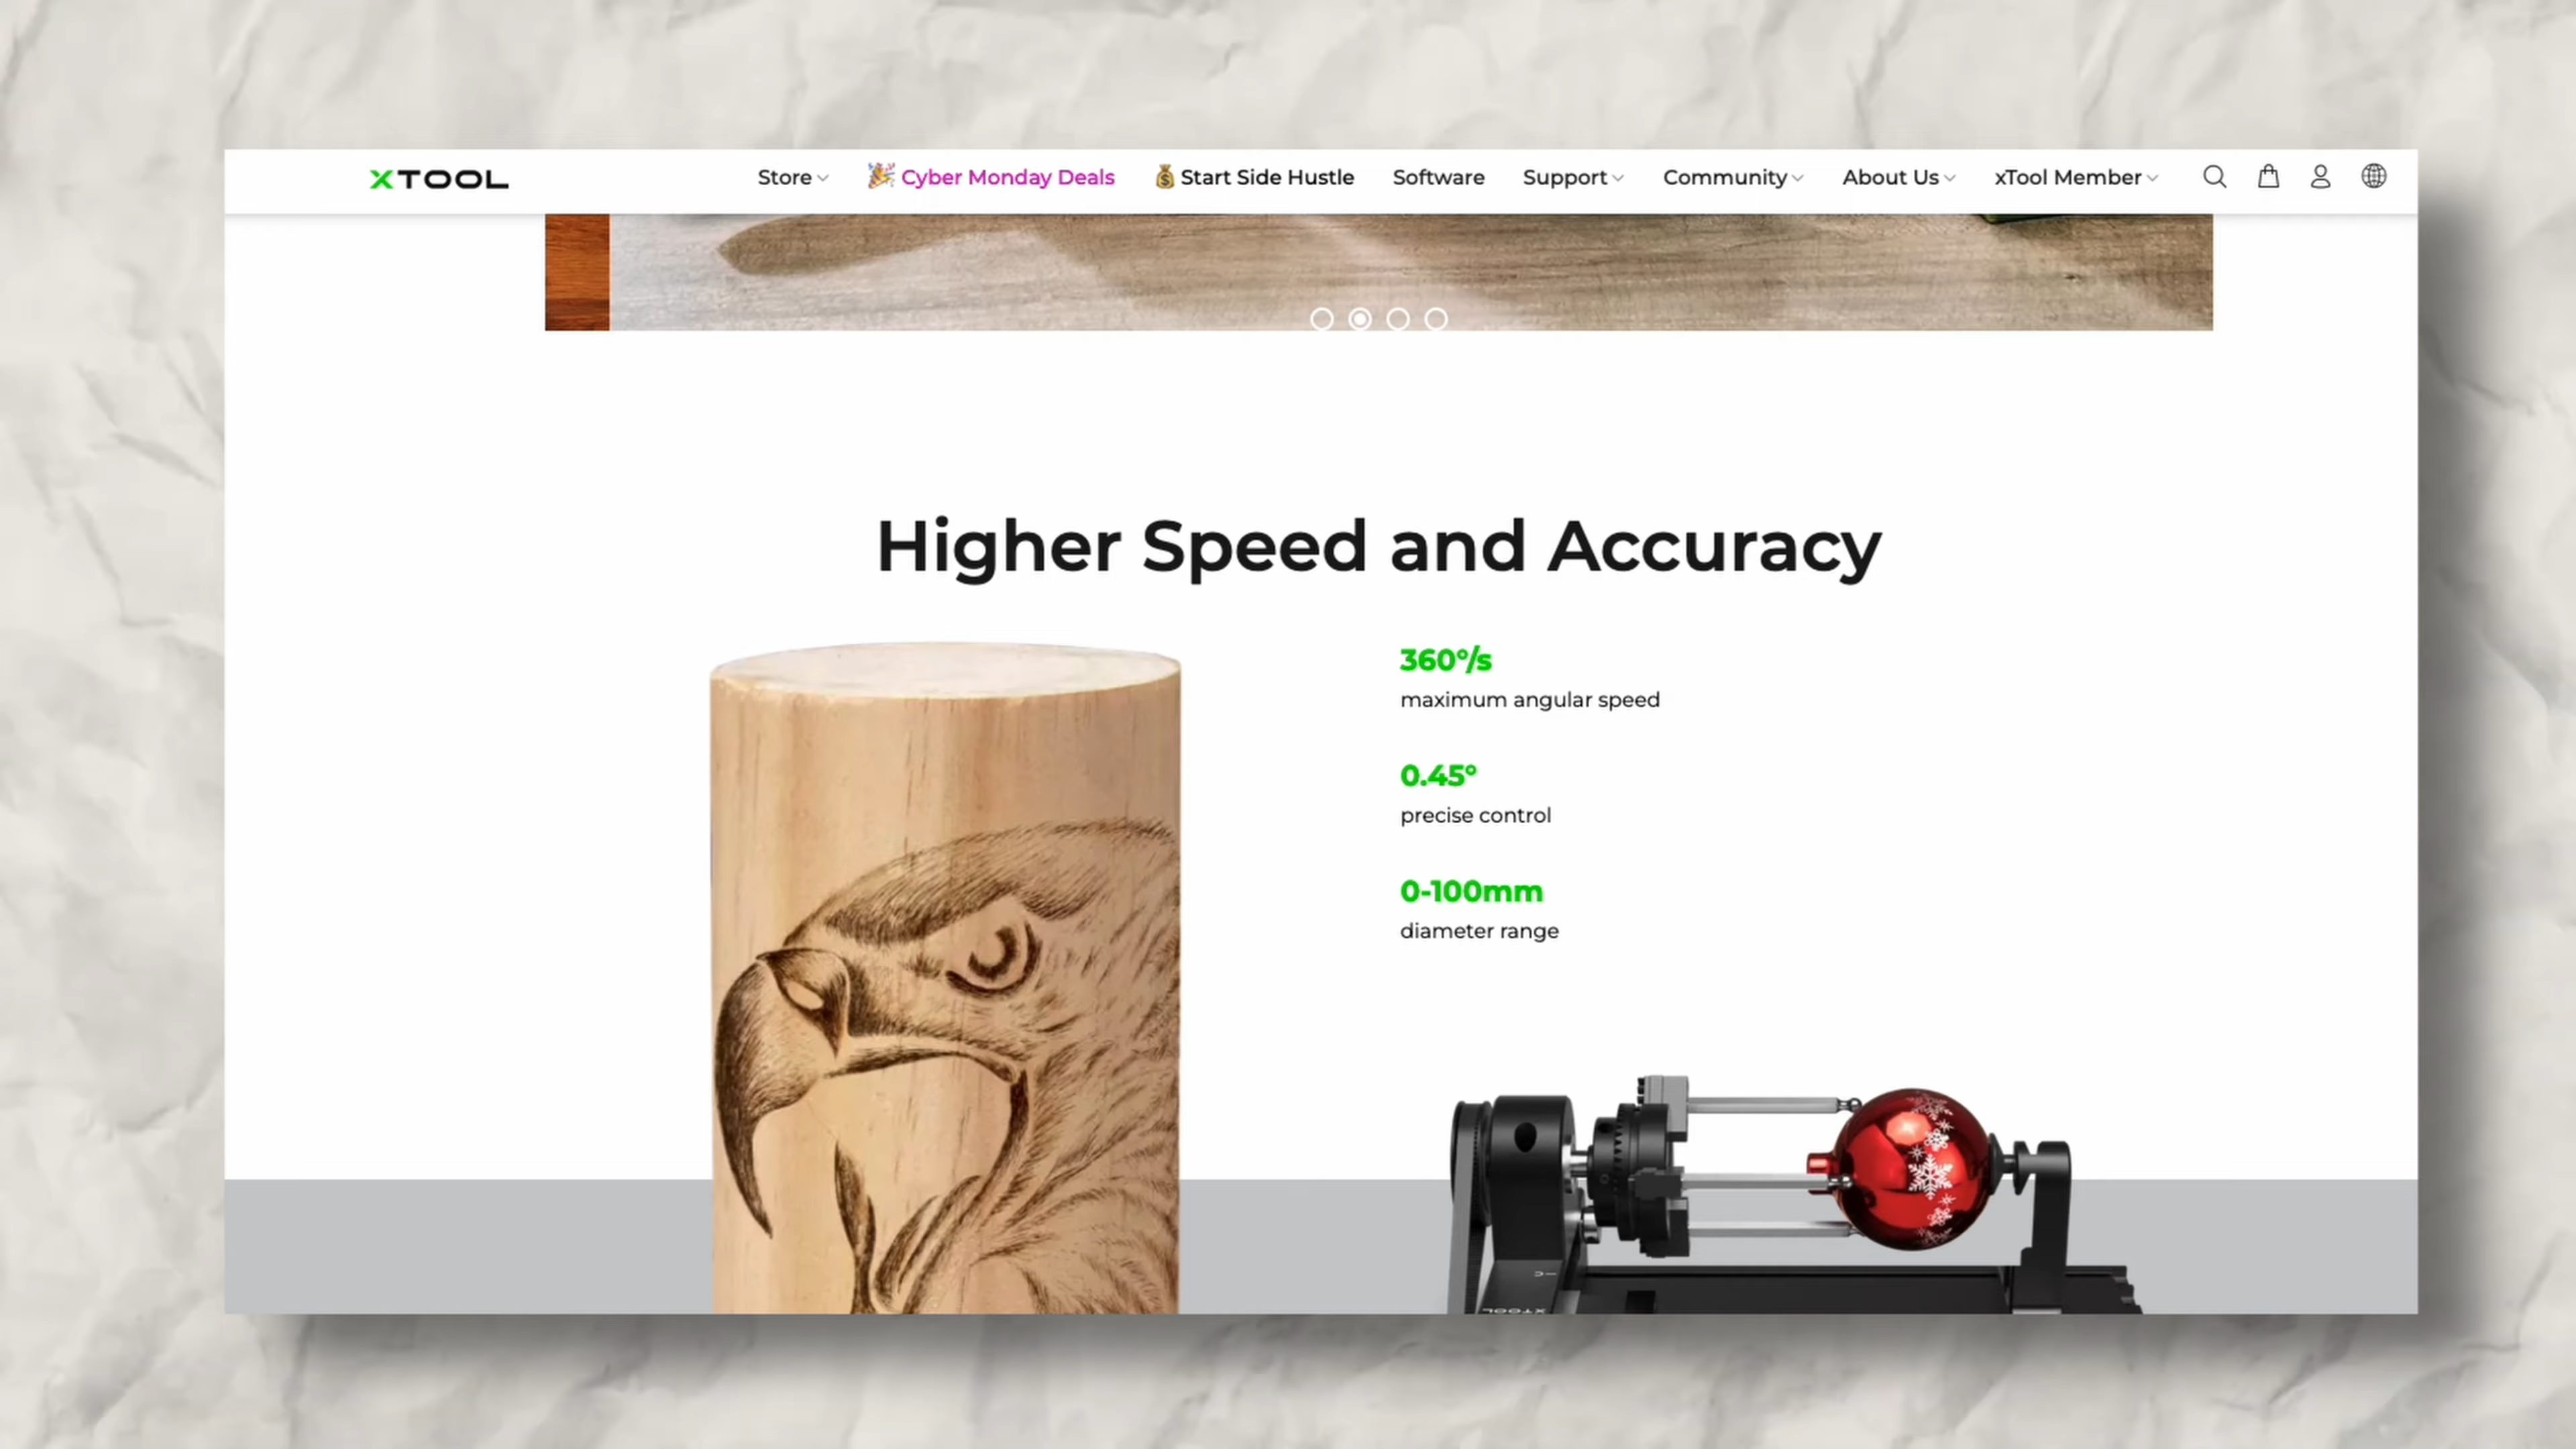 XTOOL
Store
Cyber Monday Deals
Start Side Hustle
Software
Support
Community
About Us
xTool Member
Higher Speed and Accuracy
360°/s
maximum angular speed
0.45°
precise control
0-100mm
diameter range